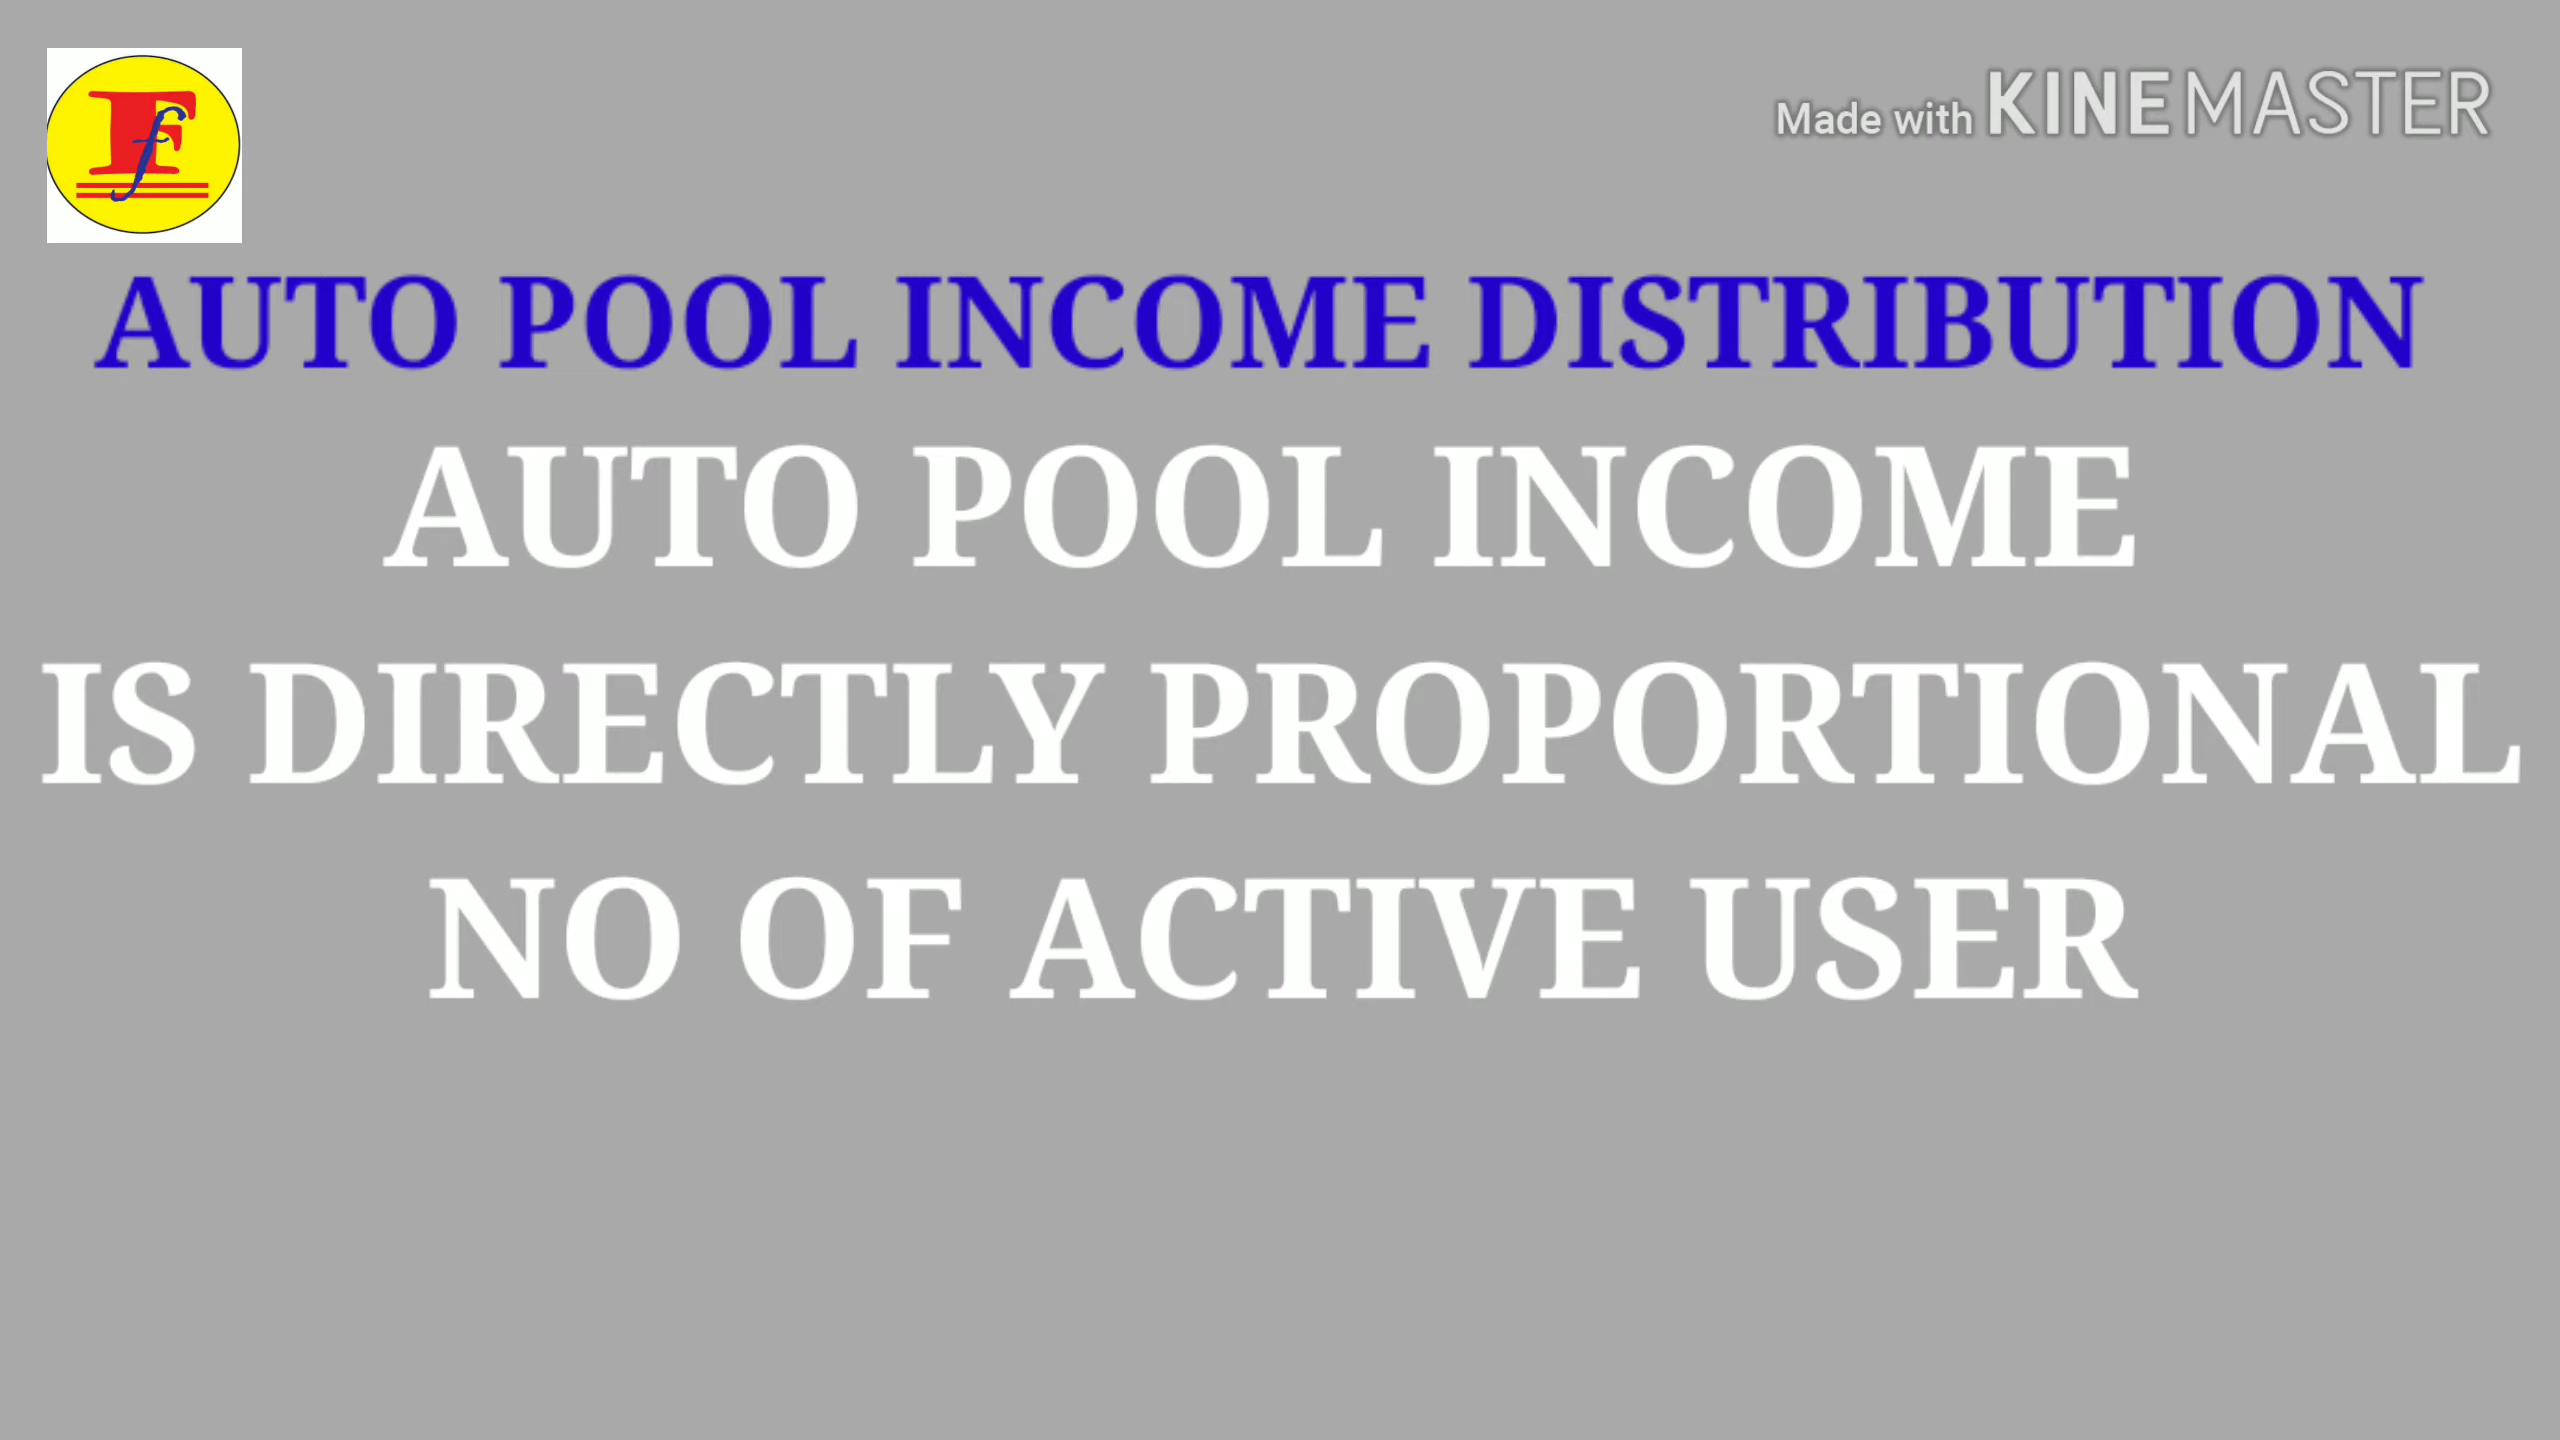 Made with KINEMASTER
F f
AUTO POOL INCOME DISTRIBUTION
AUTO POOL INCOME
IS DIRECTLY PROPORTIONAL
NO OF ACTIVE USER